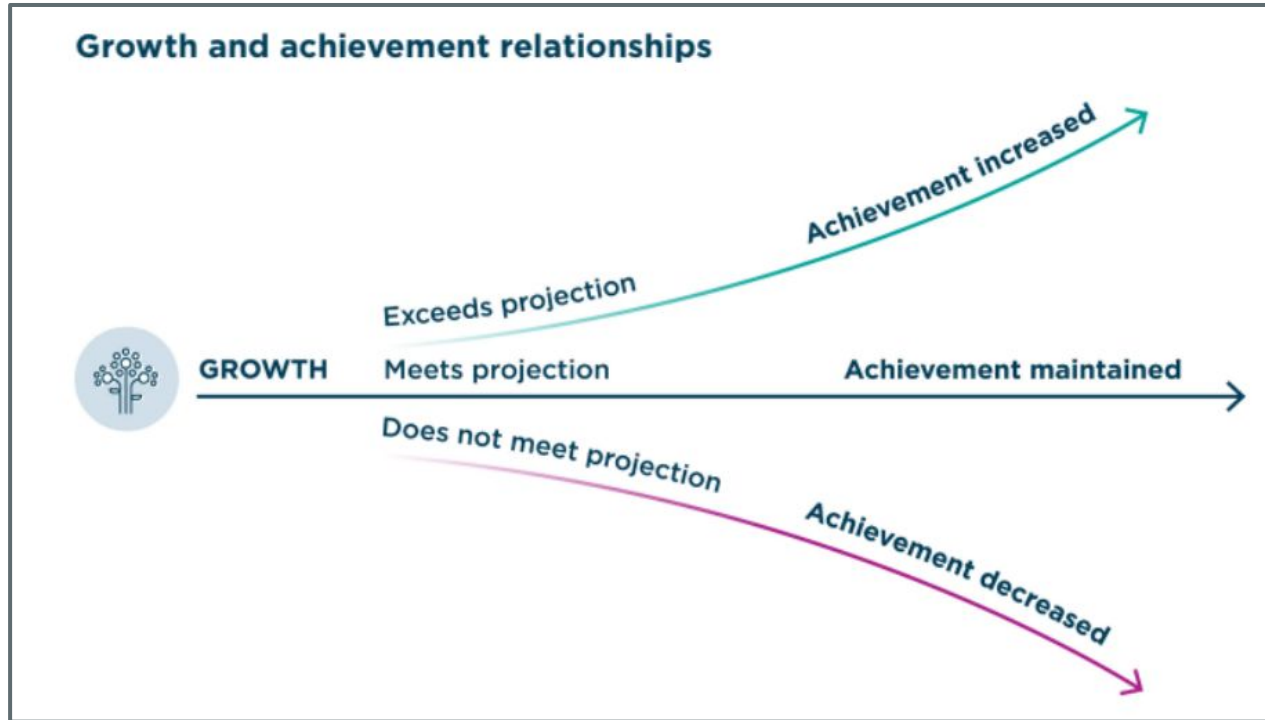 Growth and achievement relationships
Achievement increased
Exceeds projection
GROWTH
Meets projection
Achievement maintained
Does not meet projection
Achievement decreased